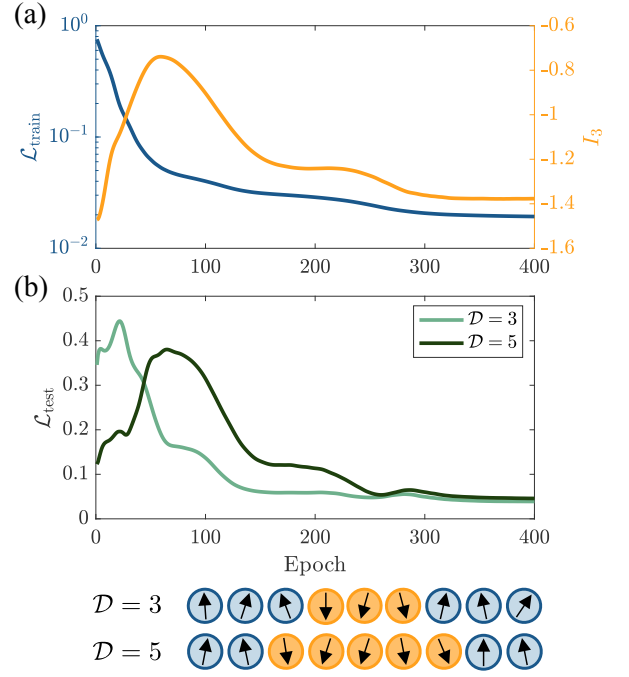 (a)
10^0
10^-1
10^-2
ℒ_train
-0.8
-1
-1.2
-1.4
-1.6
I_3
0 100 200 300 400
(b)
0.5
0.4
0.3
0.2
0.1
0
ℒ_test
𝒟 = 3
𝒟 = 5
0 100 200 300 400
Epoch
𝒟 = 3
𝒟 = 5